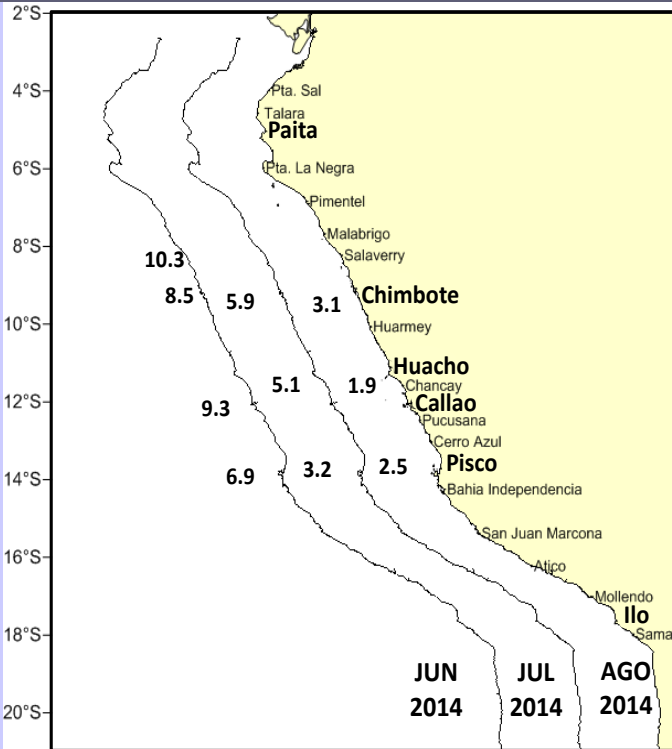 2°S
4°S
Pta. Sal
Talara
Paita
6°S
Pta. La Negra
Pimentel
Malabrigo
8°S
Salaverry
10.3
8.5
5.9
3.1
Chimbote
10°S
Huarmey
Huacho
5.1
1.9
Chancay
12°S
9.3
Callao
Pucusana
Cerro Azul
Pisco
14°S
6.9
3.2
2.5
Bahia Independencia
San Juan Marcona
16°S
Atico
Mollendo
Ilo
18°S
Sama
JUN
2014
JUL
2014
AGO
2014
20°S